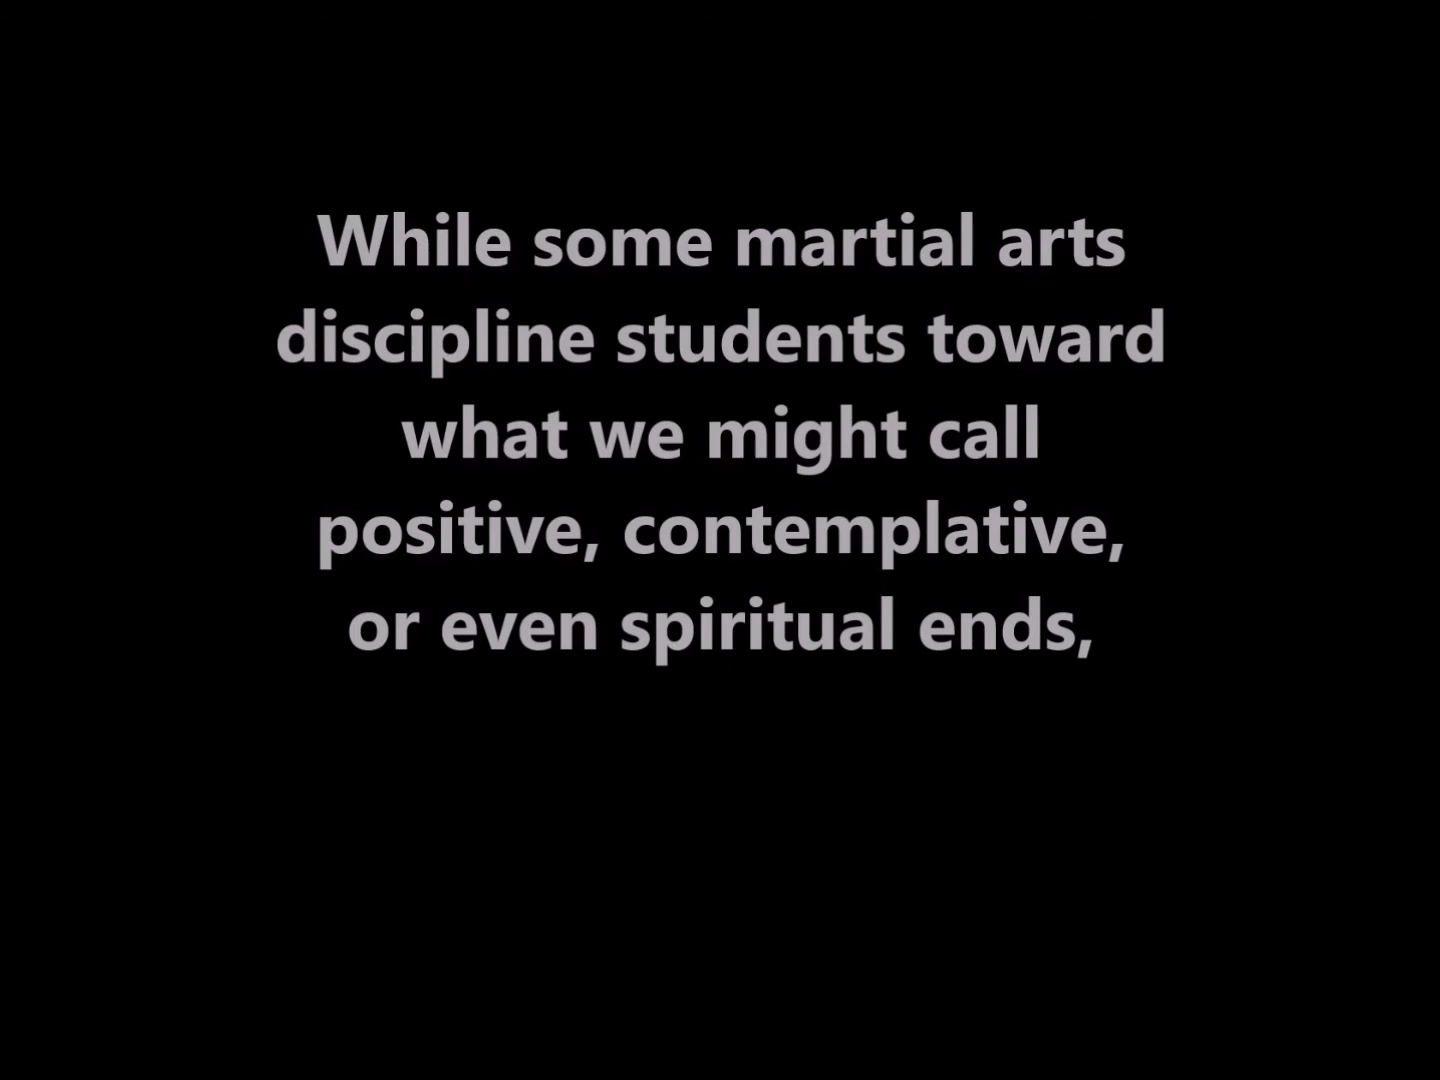 While some martial arts
discipline students toward
what we might call
positive, contemplative,
or even spiritual ends,